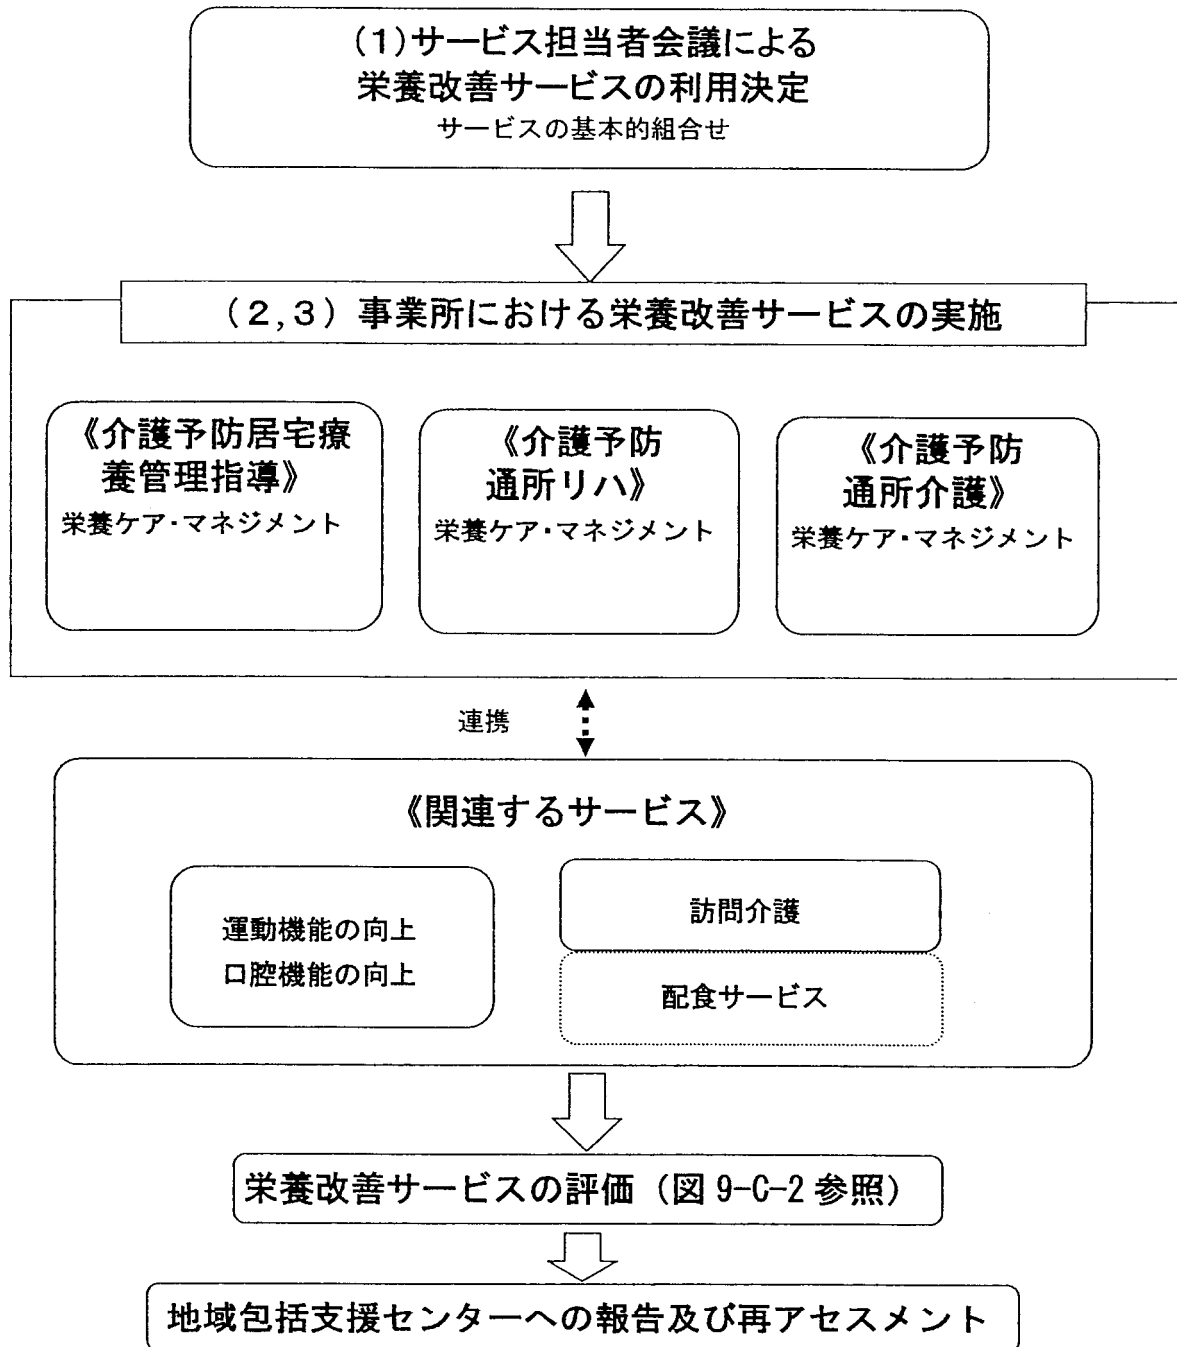 (1)サービス担当者会議による
栄養改善サービスの利用決定
サービスの基本的組合せ
(2,3) 事業所における栄養改善サービスの実施
《介護予防居宅療
養管理指導》
栄養ケア・マネジメント
《介護予防
通所リハ》
栄養ケア・マネジメント
《介護予防
通所介護》
栄養ケア・マネジメント
連携
《関連するサービス》
運動機能の向上
口腔機能の向上
訪問介護
配食サービス
栄養改善サービスの評価 (図 9-C-2 参照)
地域包括支援センターへの報告及び再アセスメント